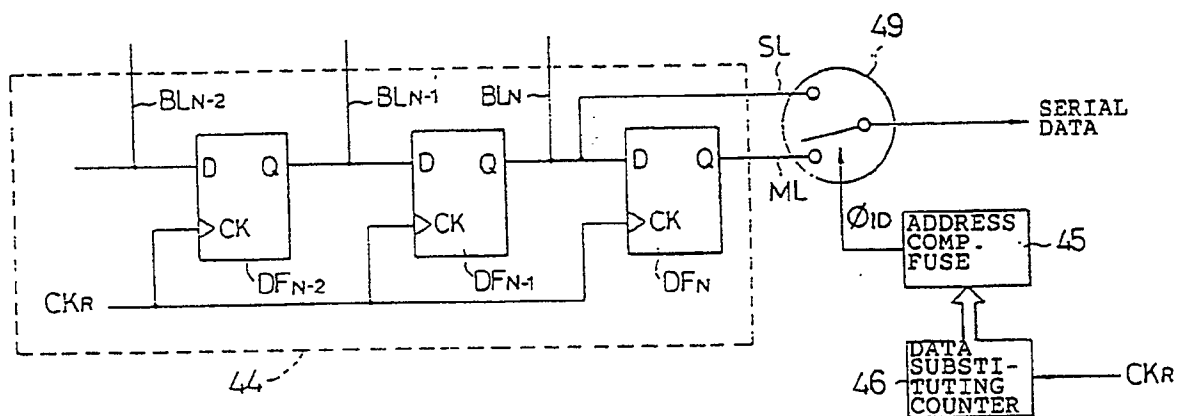 49
SL
BLN-2
BLN-1
BLN
SERIAL
DATA
D Q
D Q
D Q
ML
CK
CK
CK
ØID
ADDRESS
COMP.
FUSE
45
DFN-2
DFN-1
DFN
CKR
44
46
DATA
SUBSTI-
TUTING
COUNTER
CKR